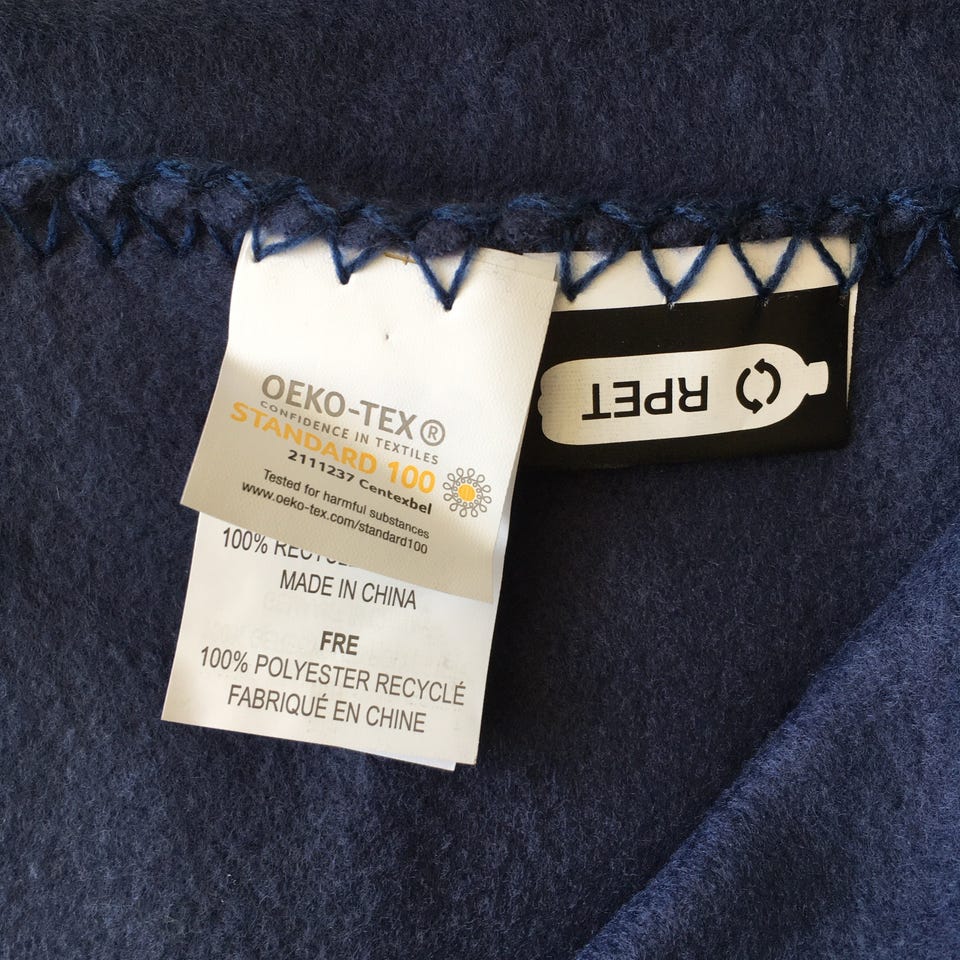 OEKO-TEX®
CONFIDENCE IN TEXTILES
STANDARD 100
2111237 Centexbel
Tested for harmful substances
www.oeko-tex.com/standard100
100%
MADE IN CHINA
FRE
100% POLYESTER RECYCLÉ
FABRIQUÉ EN CHINE
RPET